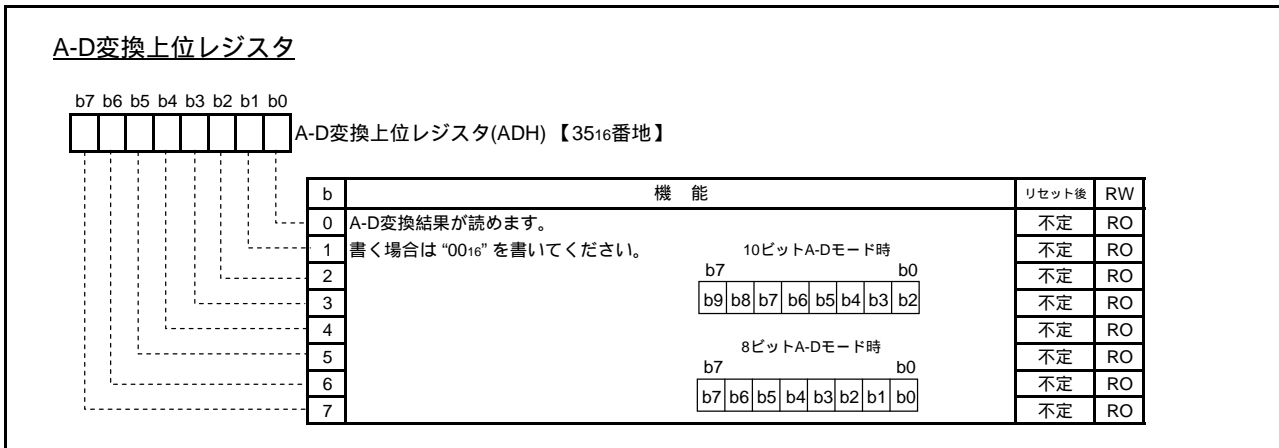 A-D変換上位レジスタ
b7 b6 b5 b4 b3 b2 b1 b0
A-D変換上位レジスタ(ADH)【3516番地】
b 機 能 リセット後 RW
0 A-D変換結果が読めます。 不定 RO
1 書く場合は “0016” を書いてください。 10ビットA-Dモード時 不定 RO
2 b7 b0 不定 RO
3 b9 b8 b7 b6 b5 b4 b3 b2 不定 RO
4 不定 RO
8ビットA-Dモード時
5 b7 b0 不定 RO
6 不定 RO
b7 b6 b5 b4 b3 b2 b1 b0
7 不定 RO